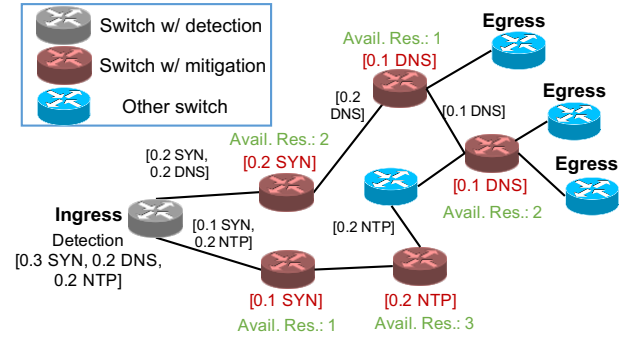 Switch w/ detection
Switch w/ mitigation
Other switch
Avail. Res.: 1
[0.1 DNS]
Egress
[0.2
DNS]
[0.1 DNS]
Egress
Avail. Res.: 2
[0.2 SYN]
[0.2 SYN,
0.2 DNS]
Egress
[0.1 DNS]
Avail. Res.: 2
Ingress
Detection
[0.3 SYN, 0.2 DNS,
0.2 NTP]
[0.1 SYN,
0.2 NTP]
[0.2 NTP]
[0.1 SYN]
Avail. Res.: 1
[0.2 NTP]
Avail. Res.: 3